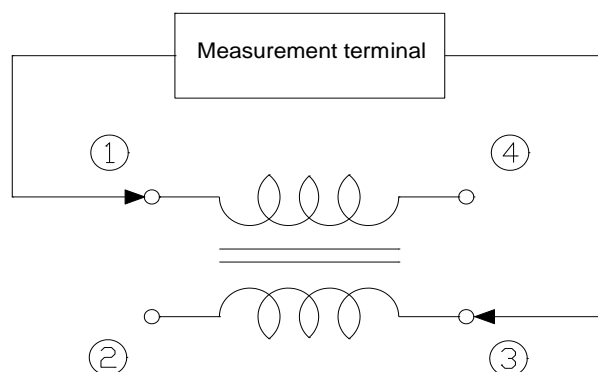 Measurement terminal
① ④
② ③